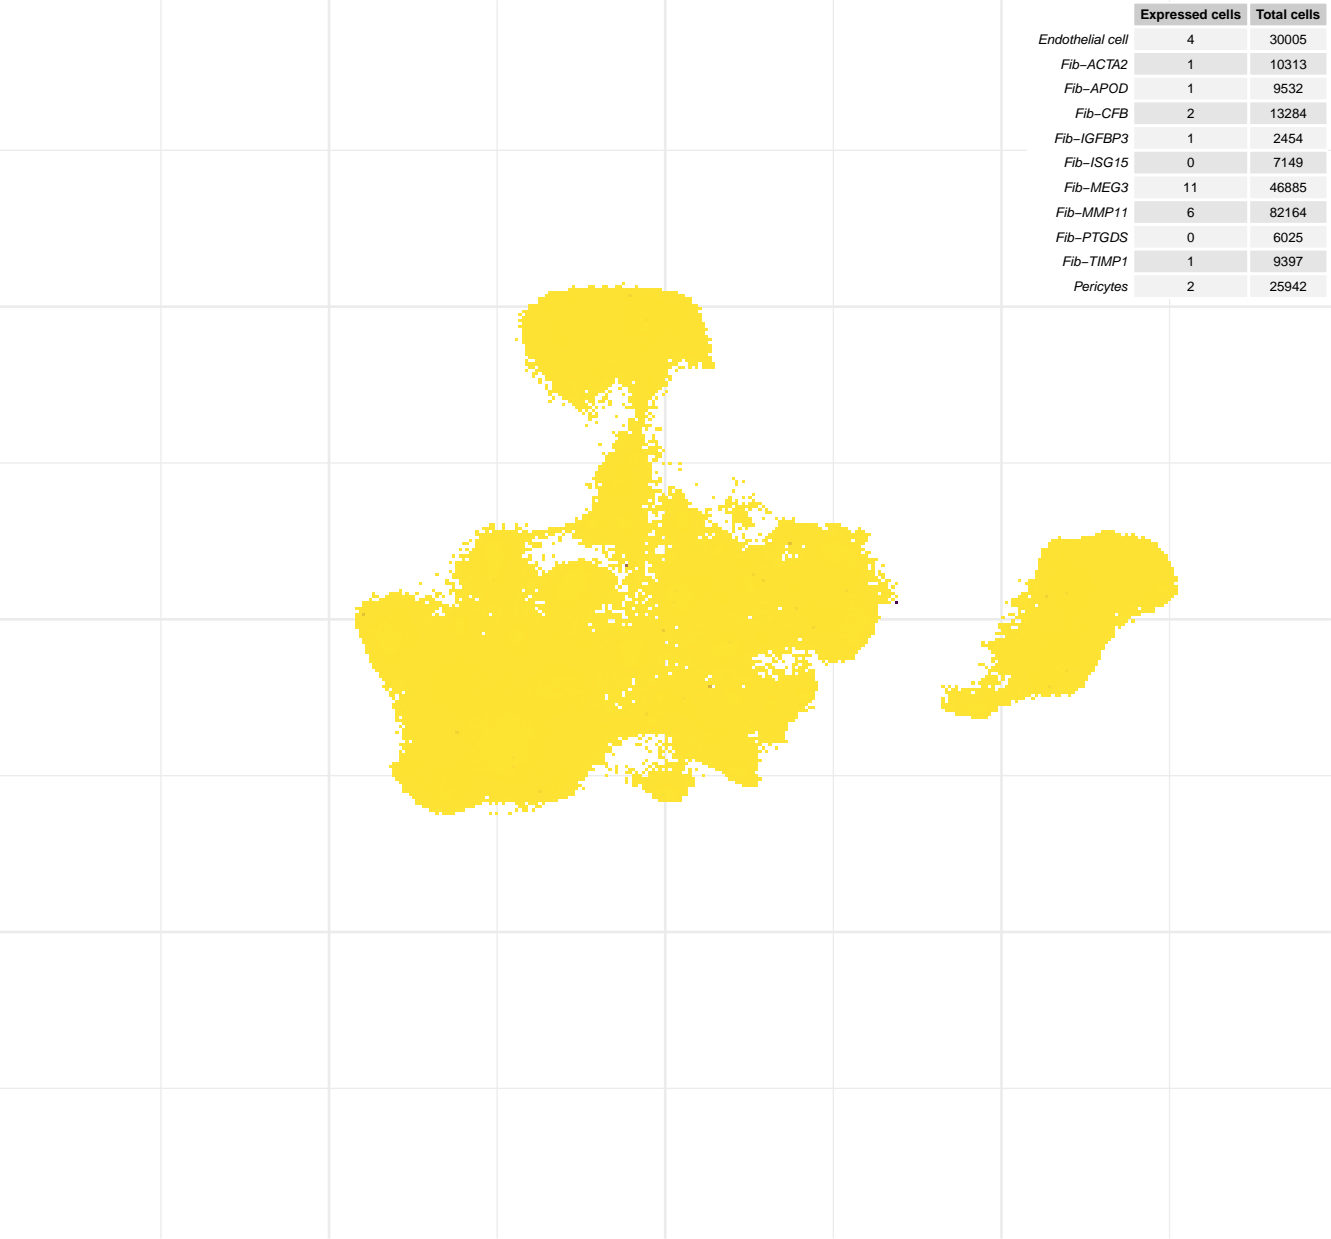 Expressed cells Total cells
Endothelial cell 4 30005
Fib−ACTA2 1 10313
Fib−APOD 1 9532
Fib−CFB 2 13284
Fib−IGFBP3 1 2454
Fib−ISG15 0 7149
Fib−MEG3 11 46885
Fib−MMP11 6 82164
Fib−PTGDS 0 6025
Fib−TIMP1 1 9397
Pericytes 2 25942